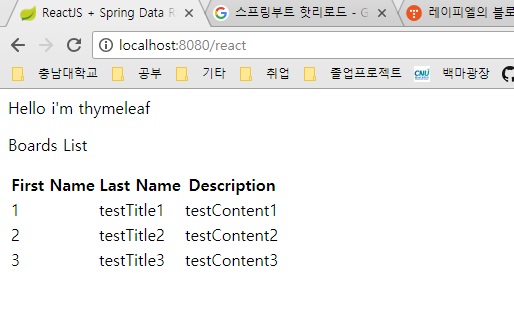 ReactJS + Spring Data R
스프링부트 핫리로드 - G
레이피엘의 블로
localhost:8080/react
충남대학교 공부 기타 취업 졸업프로젝트 CNU 백마광장
Hello i'm thymeleaf
Boards List
First Name Last Name Description
1 testTitle1 testContent1
2 testTitle2 testContent2
3 testTitle3 testContent3